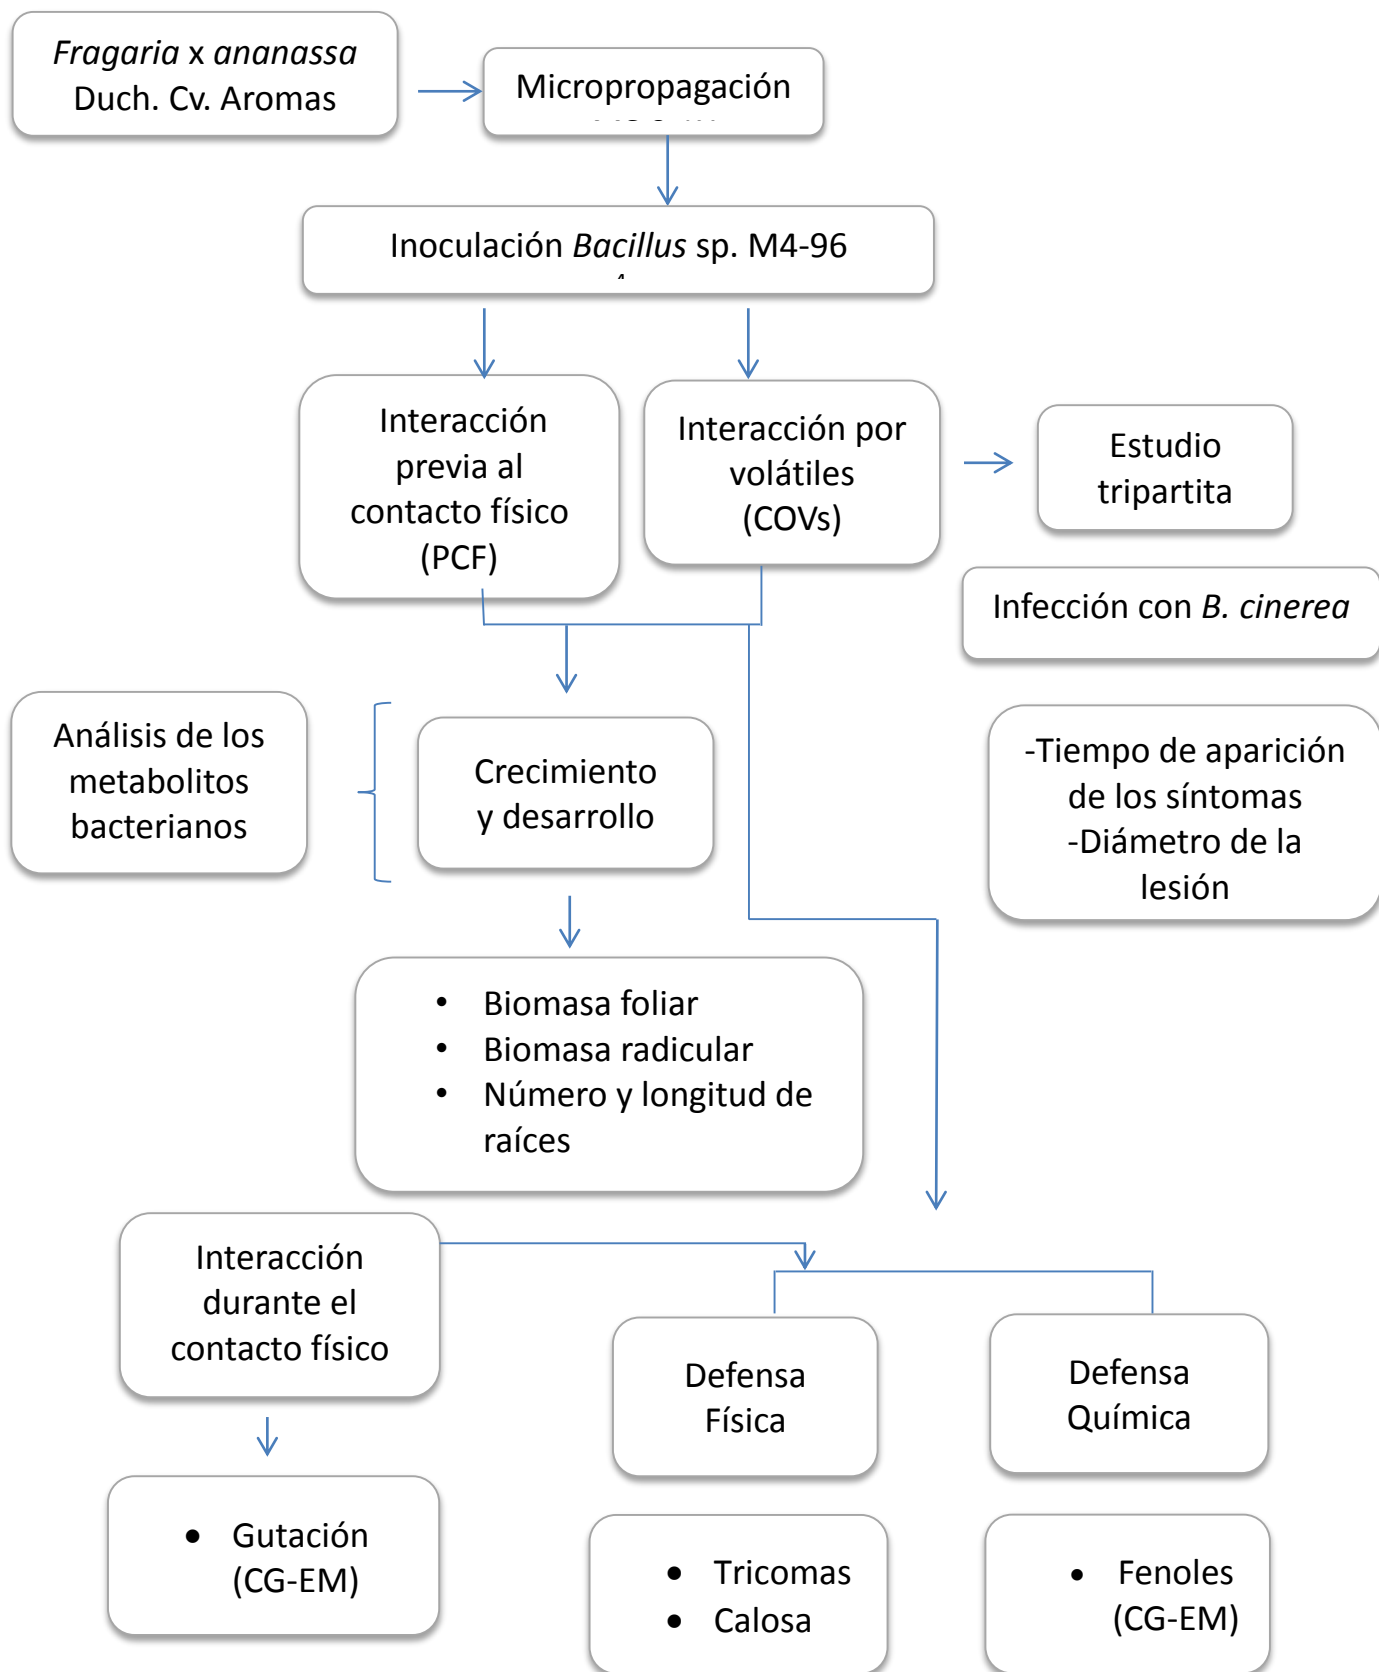 Fragaria x ananassa
Duch. Cv. Aromas
Micropropagación
Inoculación Bacillus sp. M4-96
Interacción
previa al
contacto físico
(PCF)
Interacción por
volátiles
(COVs)
Estudio
tripartita
Infección con B. cinerea
-Tiempo de aparición
de los síntomas
-Diámetro de la
lesión
Análisis de los
metabolitos
bacterianos
Crecimiento
y desarrollo
• Biomasa foliar
• Biomasa radicular
• Número y longitud de
raíces
Interacción
durante el
contacto físico
Defensa
Física
Defensa
Química
• Gutación
(CG-EM)
• Tricomas
• Calosa
• Fenoles
(CG-EM)